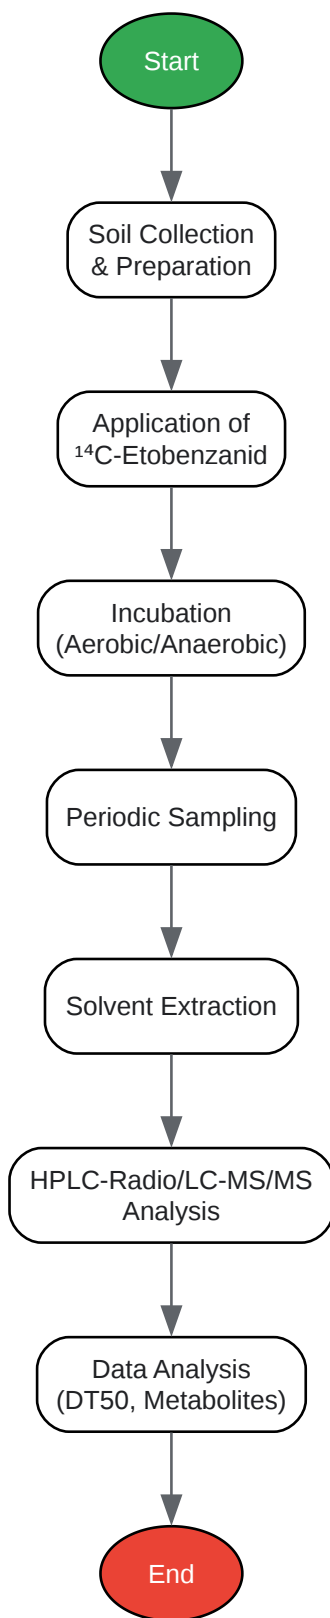 Start
Soil Collection
& Preparation
Application of
¹⁴C-Etobenzanid
Incubation
(Aerobic/Anaerobic)
Periodic Sampling
Solvent Extraction
HPLC-Radio/LC-MS/MS
Analysis
Data Analysis
(DT50, Metabolites)
End